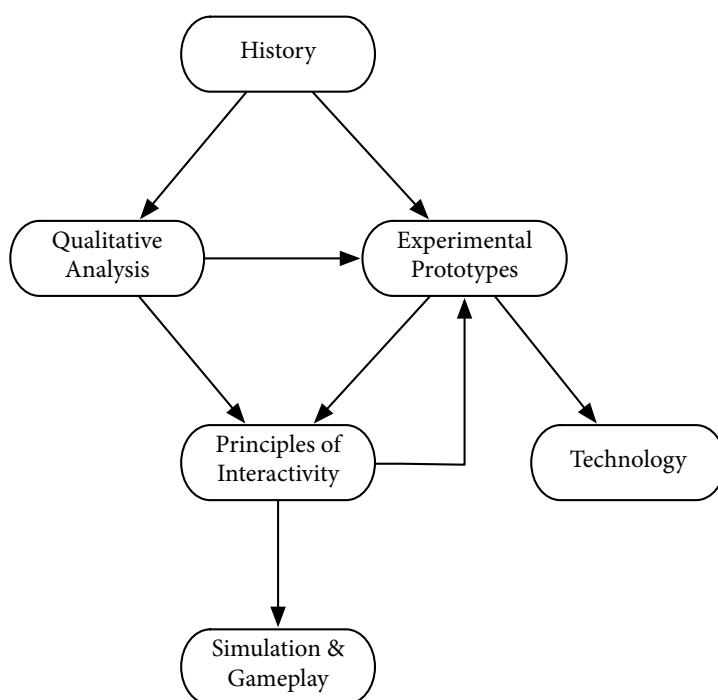 History
Qualitative
Analysis
Experimental
Prototypes
Principles of
Interactivity
Technology
Simulation &
Gameplay